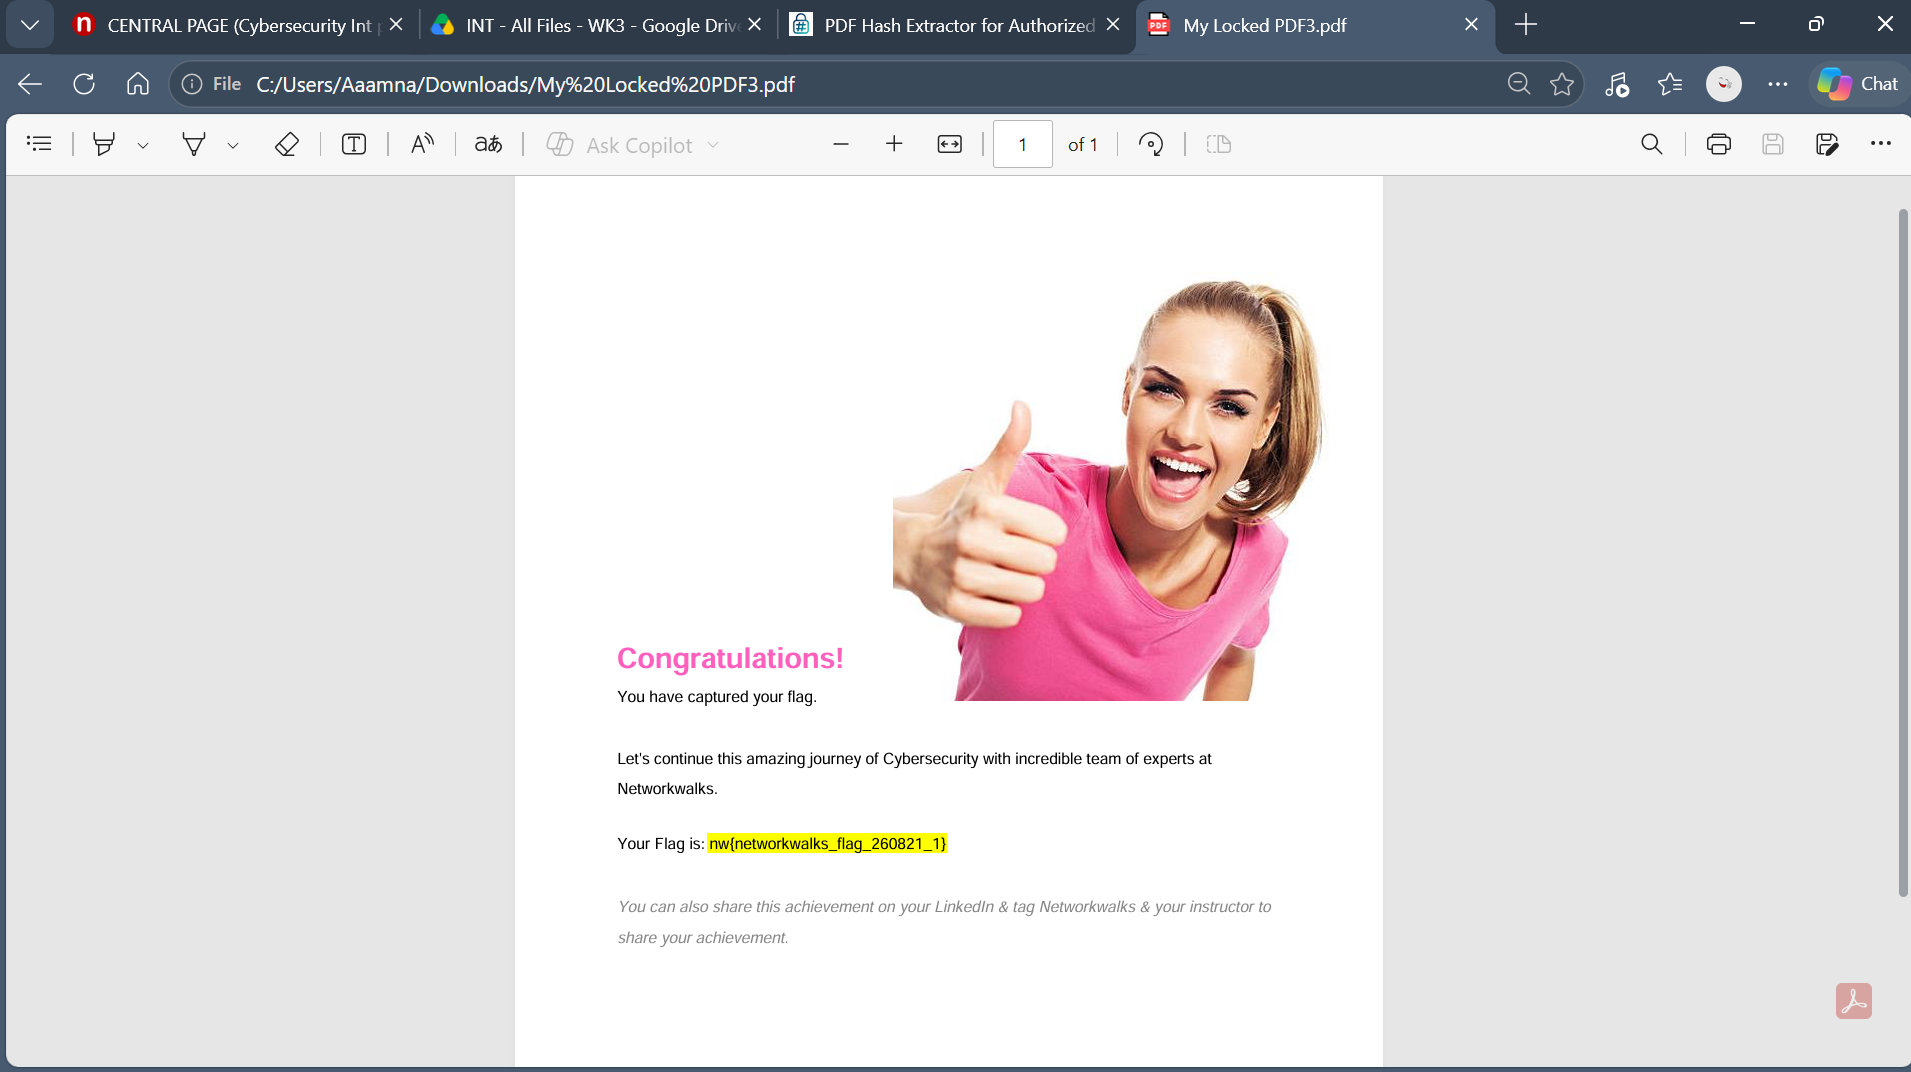 CENTRAL PAGE (Cybersecurity Int p
INT - All Files - WK3 - Google Drive
PDF Hash Extractor for Authorized
My Locked PDF3.pdf
File C:/Users/Aaamna/Downloads/My%20Locked%20PDF3.pdf
Chat
Ask Copilot
1 of 1
Congratulations!
You have captured your flag.
Let's continue this amazing journey of Cybersecurity with incredible team of experts at
Networkwalks.
Your Flag is: nw{networkwalks_flag_260821_1}
You can also share this achievement on your LinkedIn & tag Networkwalks & your instructor to
share your achievement.